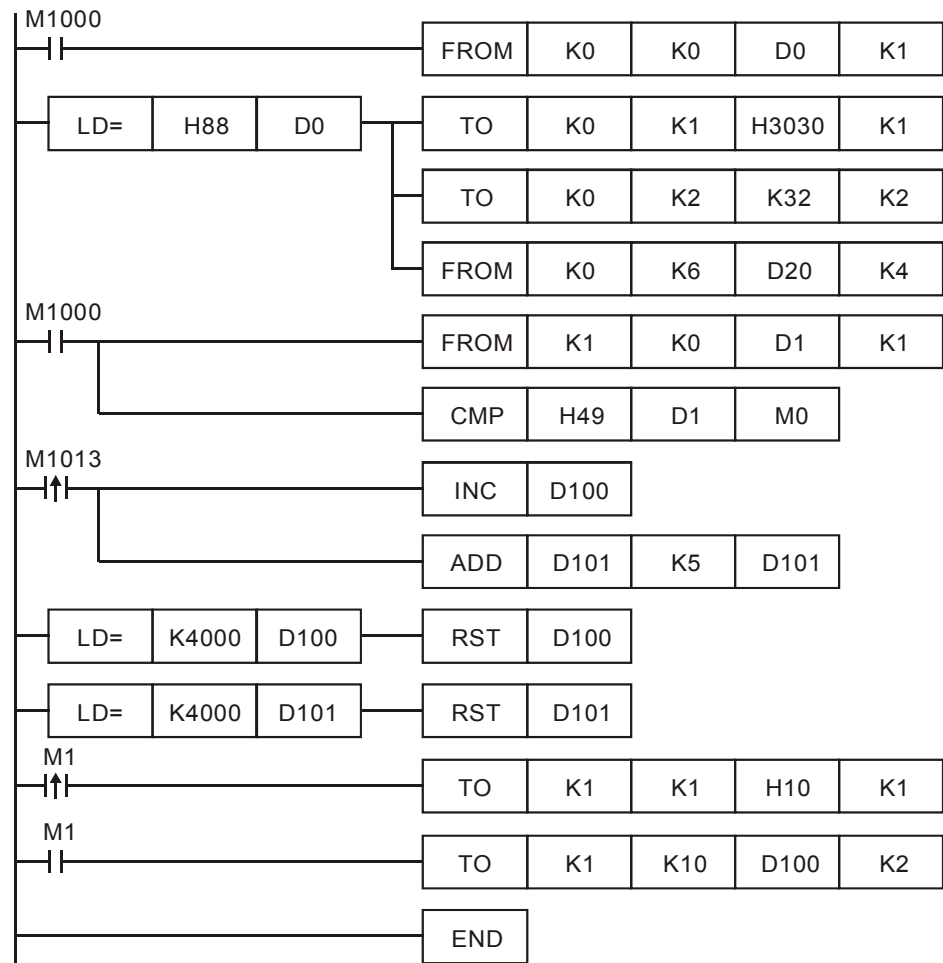 M1000
FROM K0 K0 D0 K1
LD= H88 D0 TO K0 K1 H3030 K1
TO K0 K2 K32 K2
FROM K0 K6 D20 K4
M1000
FROM K1 K0 D1 K1
CMP H49 D1 M0
M1013
INC D100
ADD D101 K5 D101
LD= K4000 D100 RST D100
LD= K4000 D101 RST D101
M1
TO K1 K1 H10 K1
M1
TO K1 K10 D100 K2
END